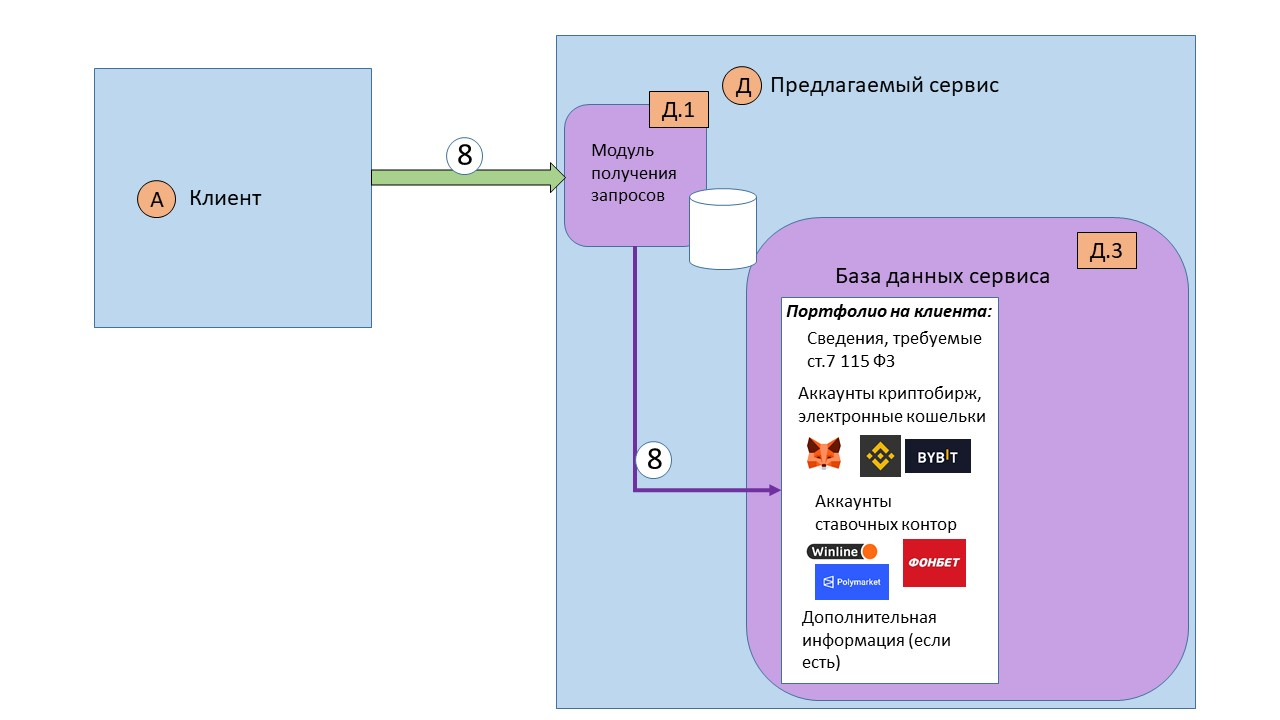 Д
Предлагаемый сервис
Д.1
Модуль
получения
запросов
8
А
Клиент
Д.3
База данных сервиса
Портфолио на клиента:
Сведения, требуемые
ст.7 115 ФЗ
Аккаунты криптобирж,
электронные кошельки
BYBIT
8
Аккаунты
ставочных контор
Winline
ФОНБЕТ
Polymarket
Дополнительная
информация (если
есть)